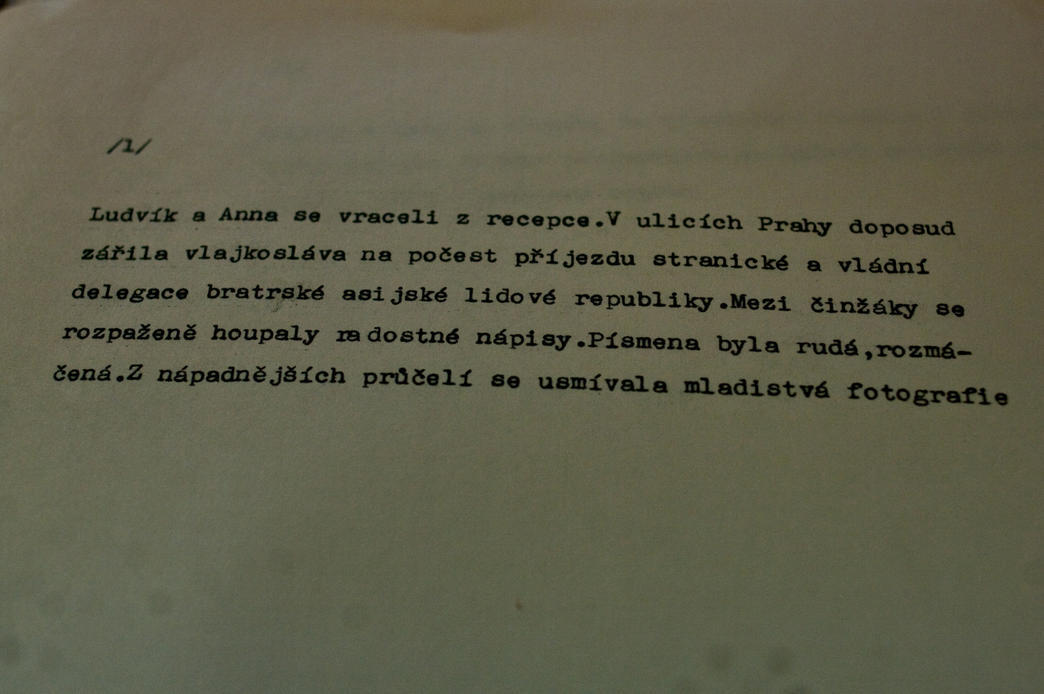 /1/
Ludvík a Anna se vraceli z recepce.V ulicích Prahy doposud
zářila vlajkosláva na počest příjezdu stranické a vládní
delegace bratrské asijské lidové republiky.Mezi činžáky se
rozpaženě houpaly radostné nápisy.Písmena byla rudá,rozmá-
čená.Z nápadnějších průčelí se usmívala mladistvá fotografie